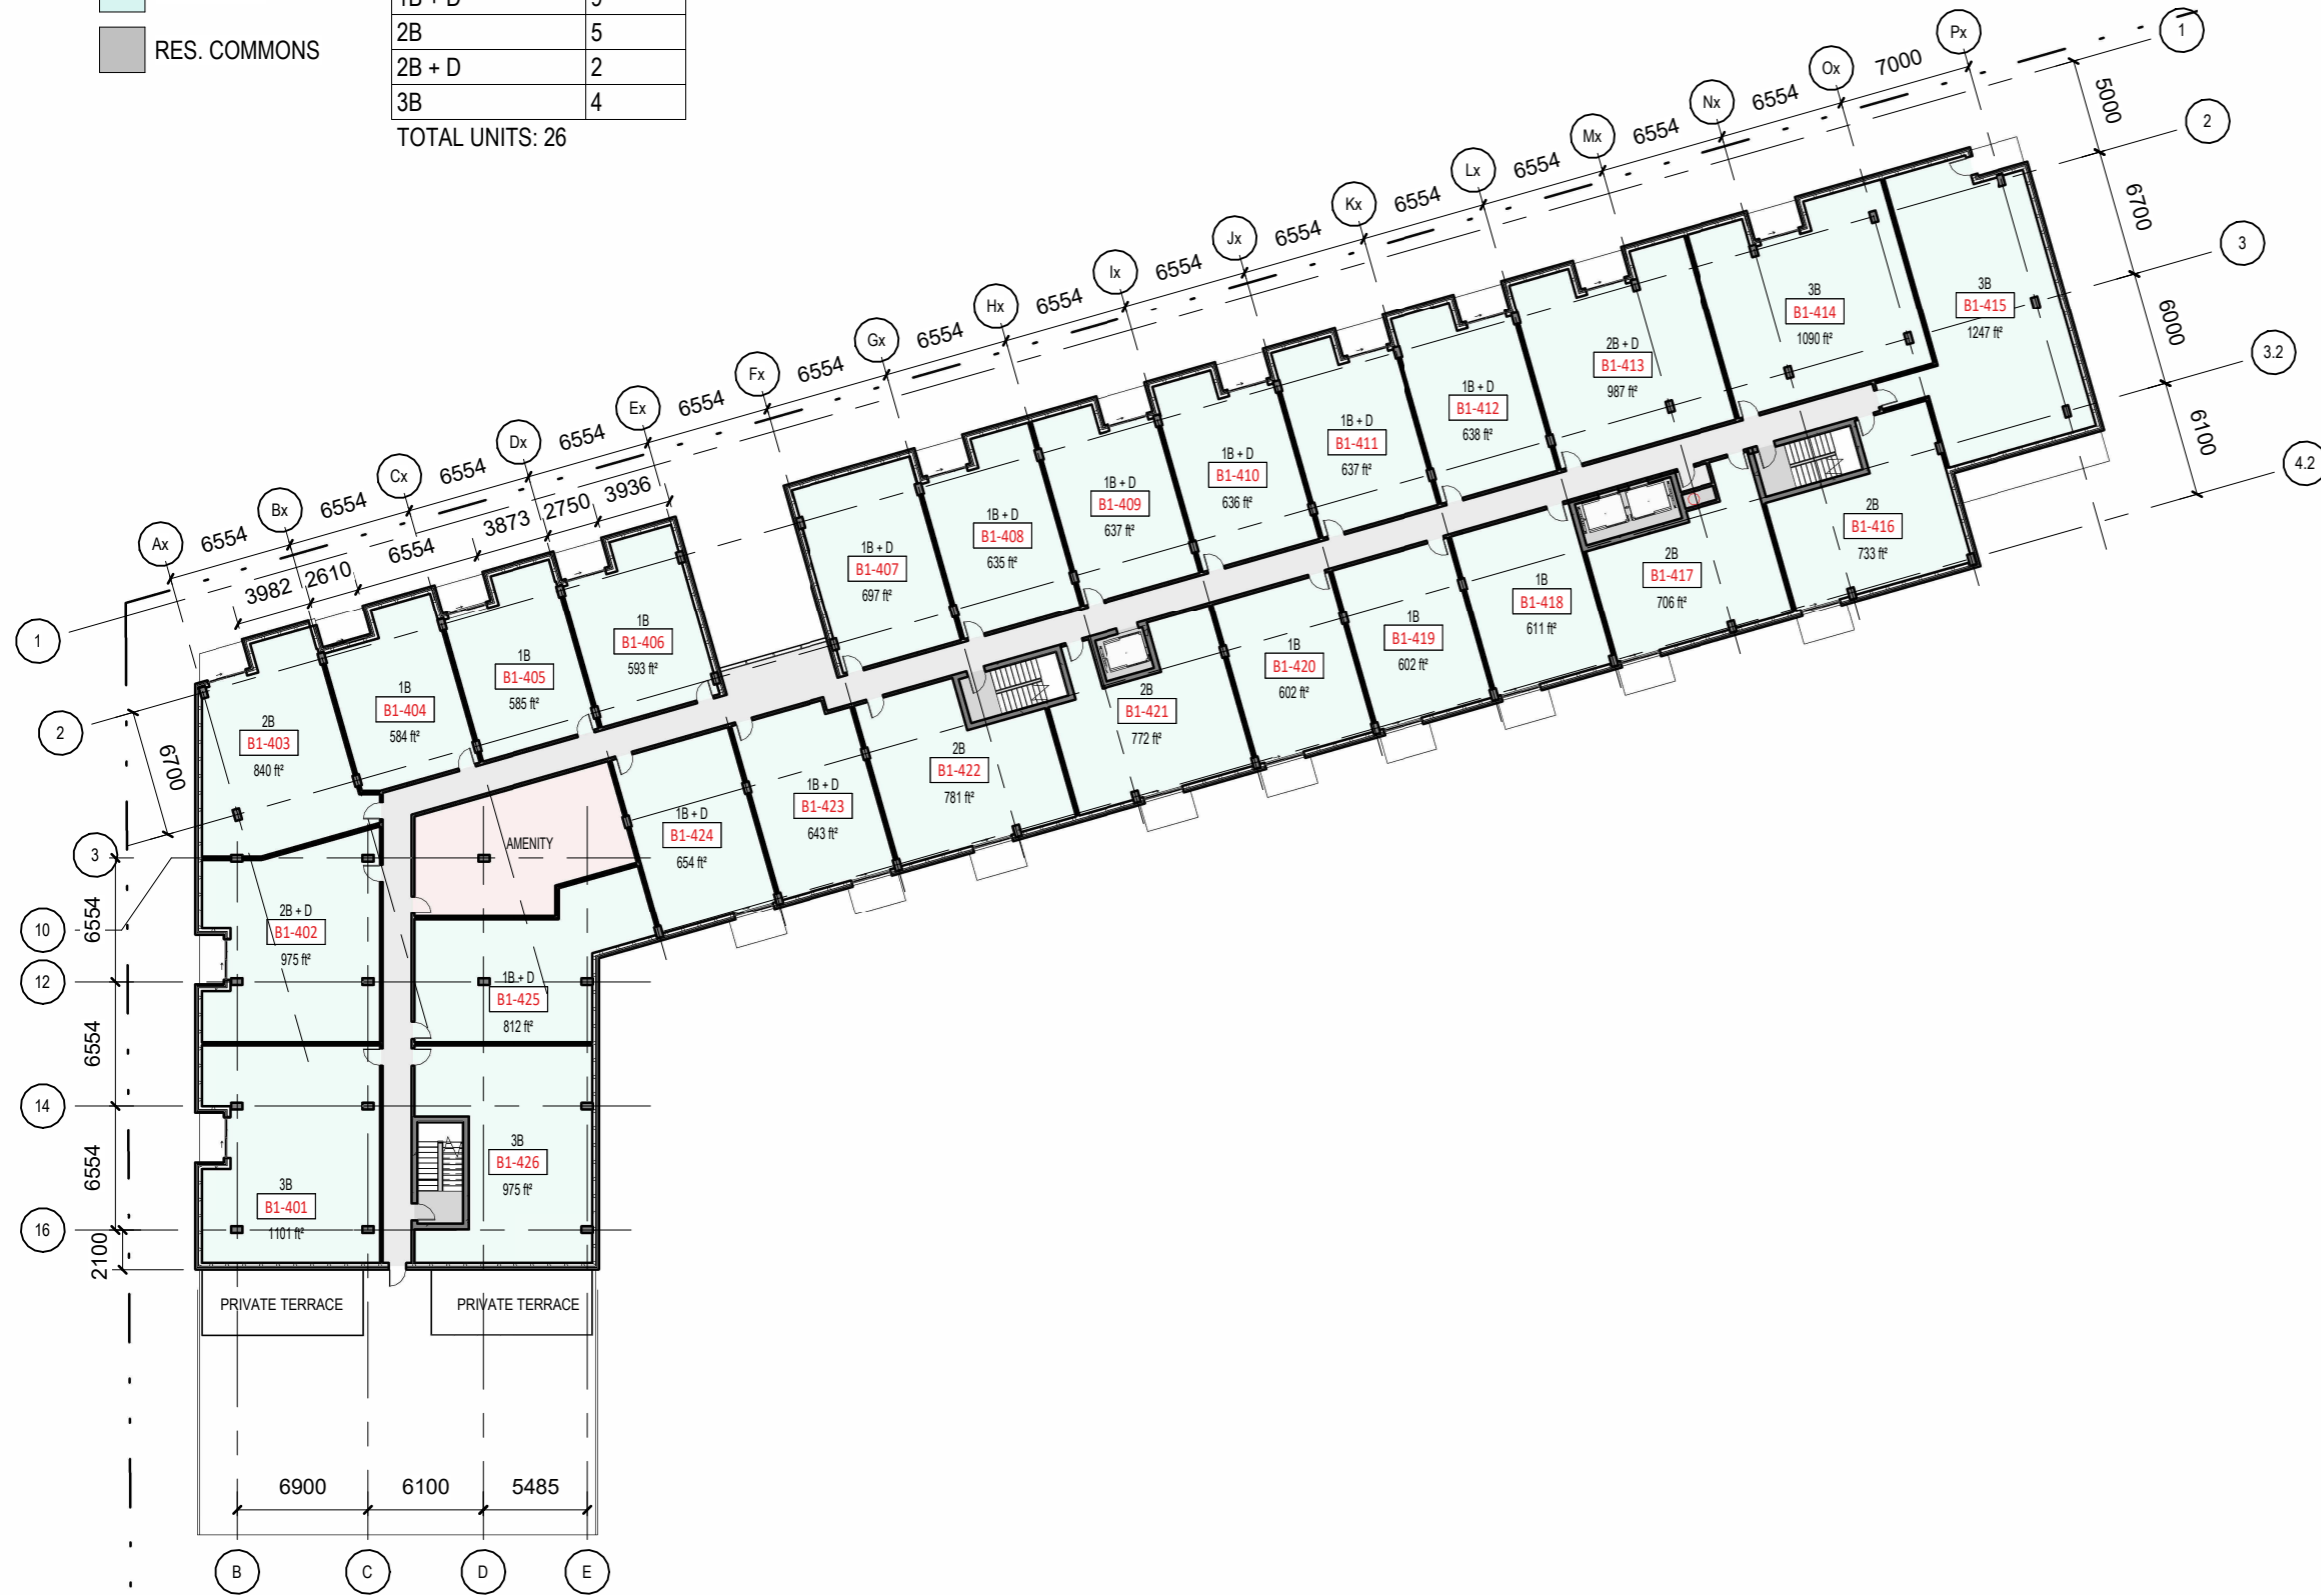 1B + D 9
RES. COMMONS
2B 5
2B + D 2
3B 4
TOTAL UNITS: 26
Ax
Bx
Cx
Dx
Ex
Fx
Gx
Hx
Ix
Jx
Kx
Lx
Mx
Nx
Ox
Px
6554
6554
6554
6554
6554
6554
6554
6554
6554
6554
6554
6554
6554
6554
7000
3982
2610
6554
3873
2750
3936
1
2
3
3.2
4.2
5000
6700
6000
6100
1
2
3
6700
10
12
14
16
6554
6554
6554
2100
2B
B1-403
840 ft²
1B
B1-404
584 ft²
1B
B1-405
585 ft²
1B
B1-406
593 ft²
1B + D
B1-407
697 ft²
1B + D
B1-408
635 ft²
1B + D
B1-409
637 ft²
1B + D
B1-410
636 ft²
1B + D
B1-411
637 ft²
1B + D
B1-412
638 ft²
2B + D
B1-413
987 ft²
3B
B1-414
1090 ft²
3B
B1-415
1247 ft²
2B
B1-416
733 ft²
2B
B1-417
706 ft²
1B
B1-418
611 ft²
1B
B1-419
602 ft²
1B
B1-420
602 ft²
2B
B1-421
772 ft²
2B
B1-422
781 ft²
1B + D
B1-423
643 ft²
1B + D
B1-424
654 ft²
AMENITY
2B + D
B1-402
975 ft²
1B + D
B1-425
812 ft²
3B
B1-426
975 ft²
3B
B1-401
1101 ft²
PRIVATE TERRACE
PRIVATE TERRACE
6900
6100
5485
B
C
D
E